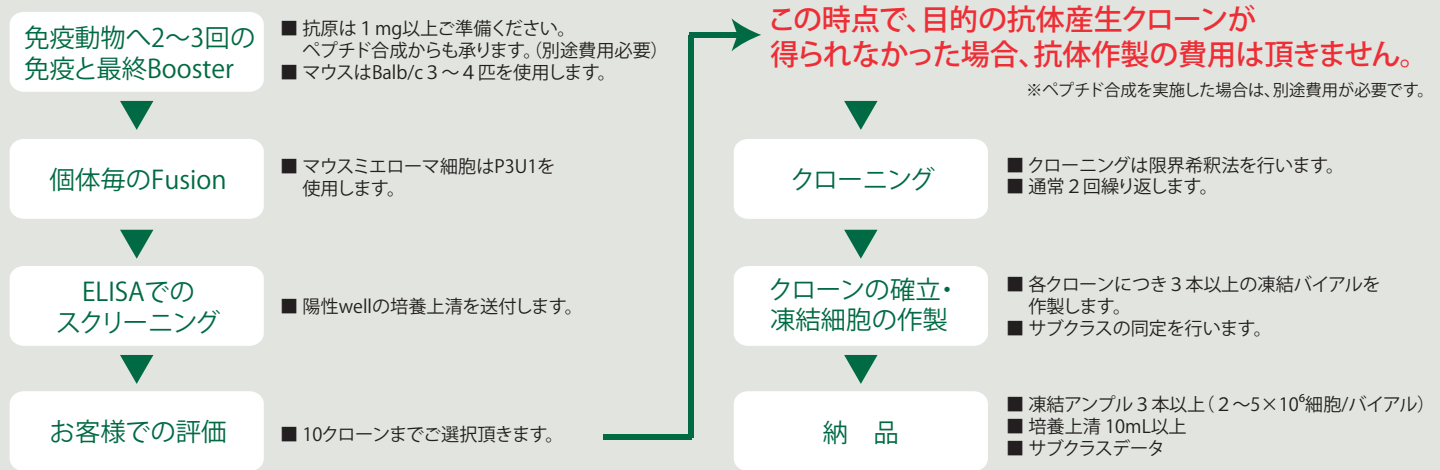 免疫動物へ2～3回の
免疫と最終Booster
■ 抗原は１mg以上ご準備ください。
ペプチド合成からも承ります。（別途費用必要）
■ マウスはBalb/c３～４匹を使用します。
個体毎のFusion
■ マウスミエローマ細胞はP3U1を
使用します。
ELISAでの
スクリーニング
■ 陽性wellの培養上清を送付します。
お客様での評価
■ 10クローンまでご選択頂きます。
この時点で、目的の抗体産生クローンが
得られなかった場合、抗体作製の費用は頂きません。
※ペプチド合成を実施した場合は、別途費用が必要です。
クローニング
■ クローニングは限界希釈法を行います。
■ 通常２回繰り返します。
クローンの確立・
凍結細胞の作製
■ 各クローンにつき３本以上の凍結バイアルを
作製します。
■ サブクラスの同定を行います。
納　品
■ 凍結アンプル３本以上（２～5×10⁶細胞/バイアル）
■ 培養上清 10mL以上
■ サブクラスデータ